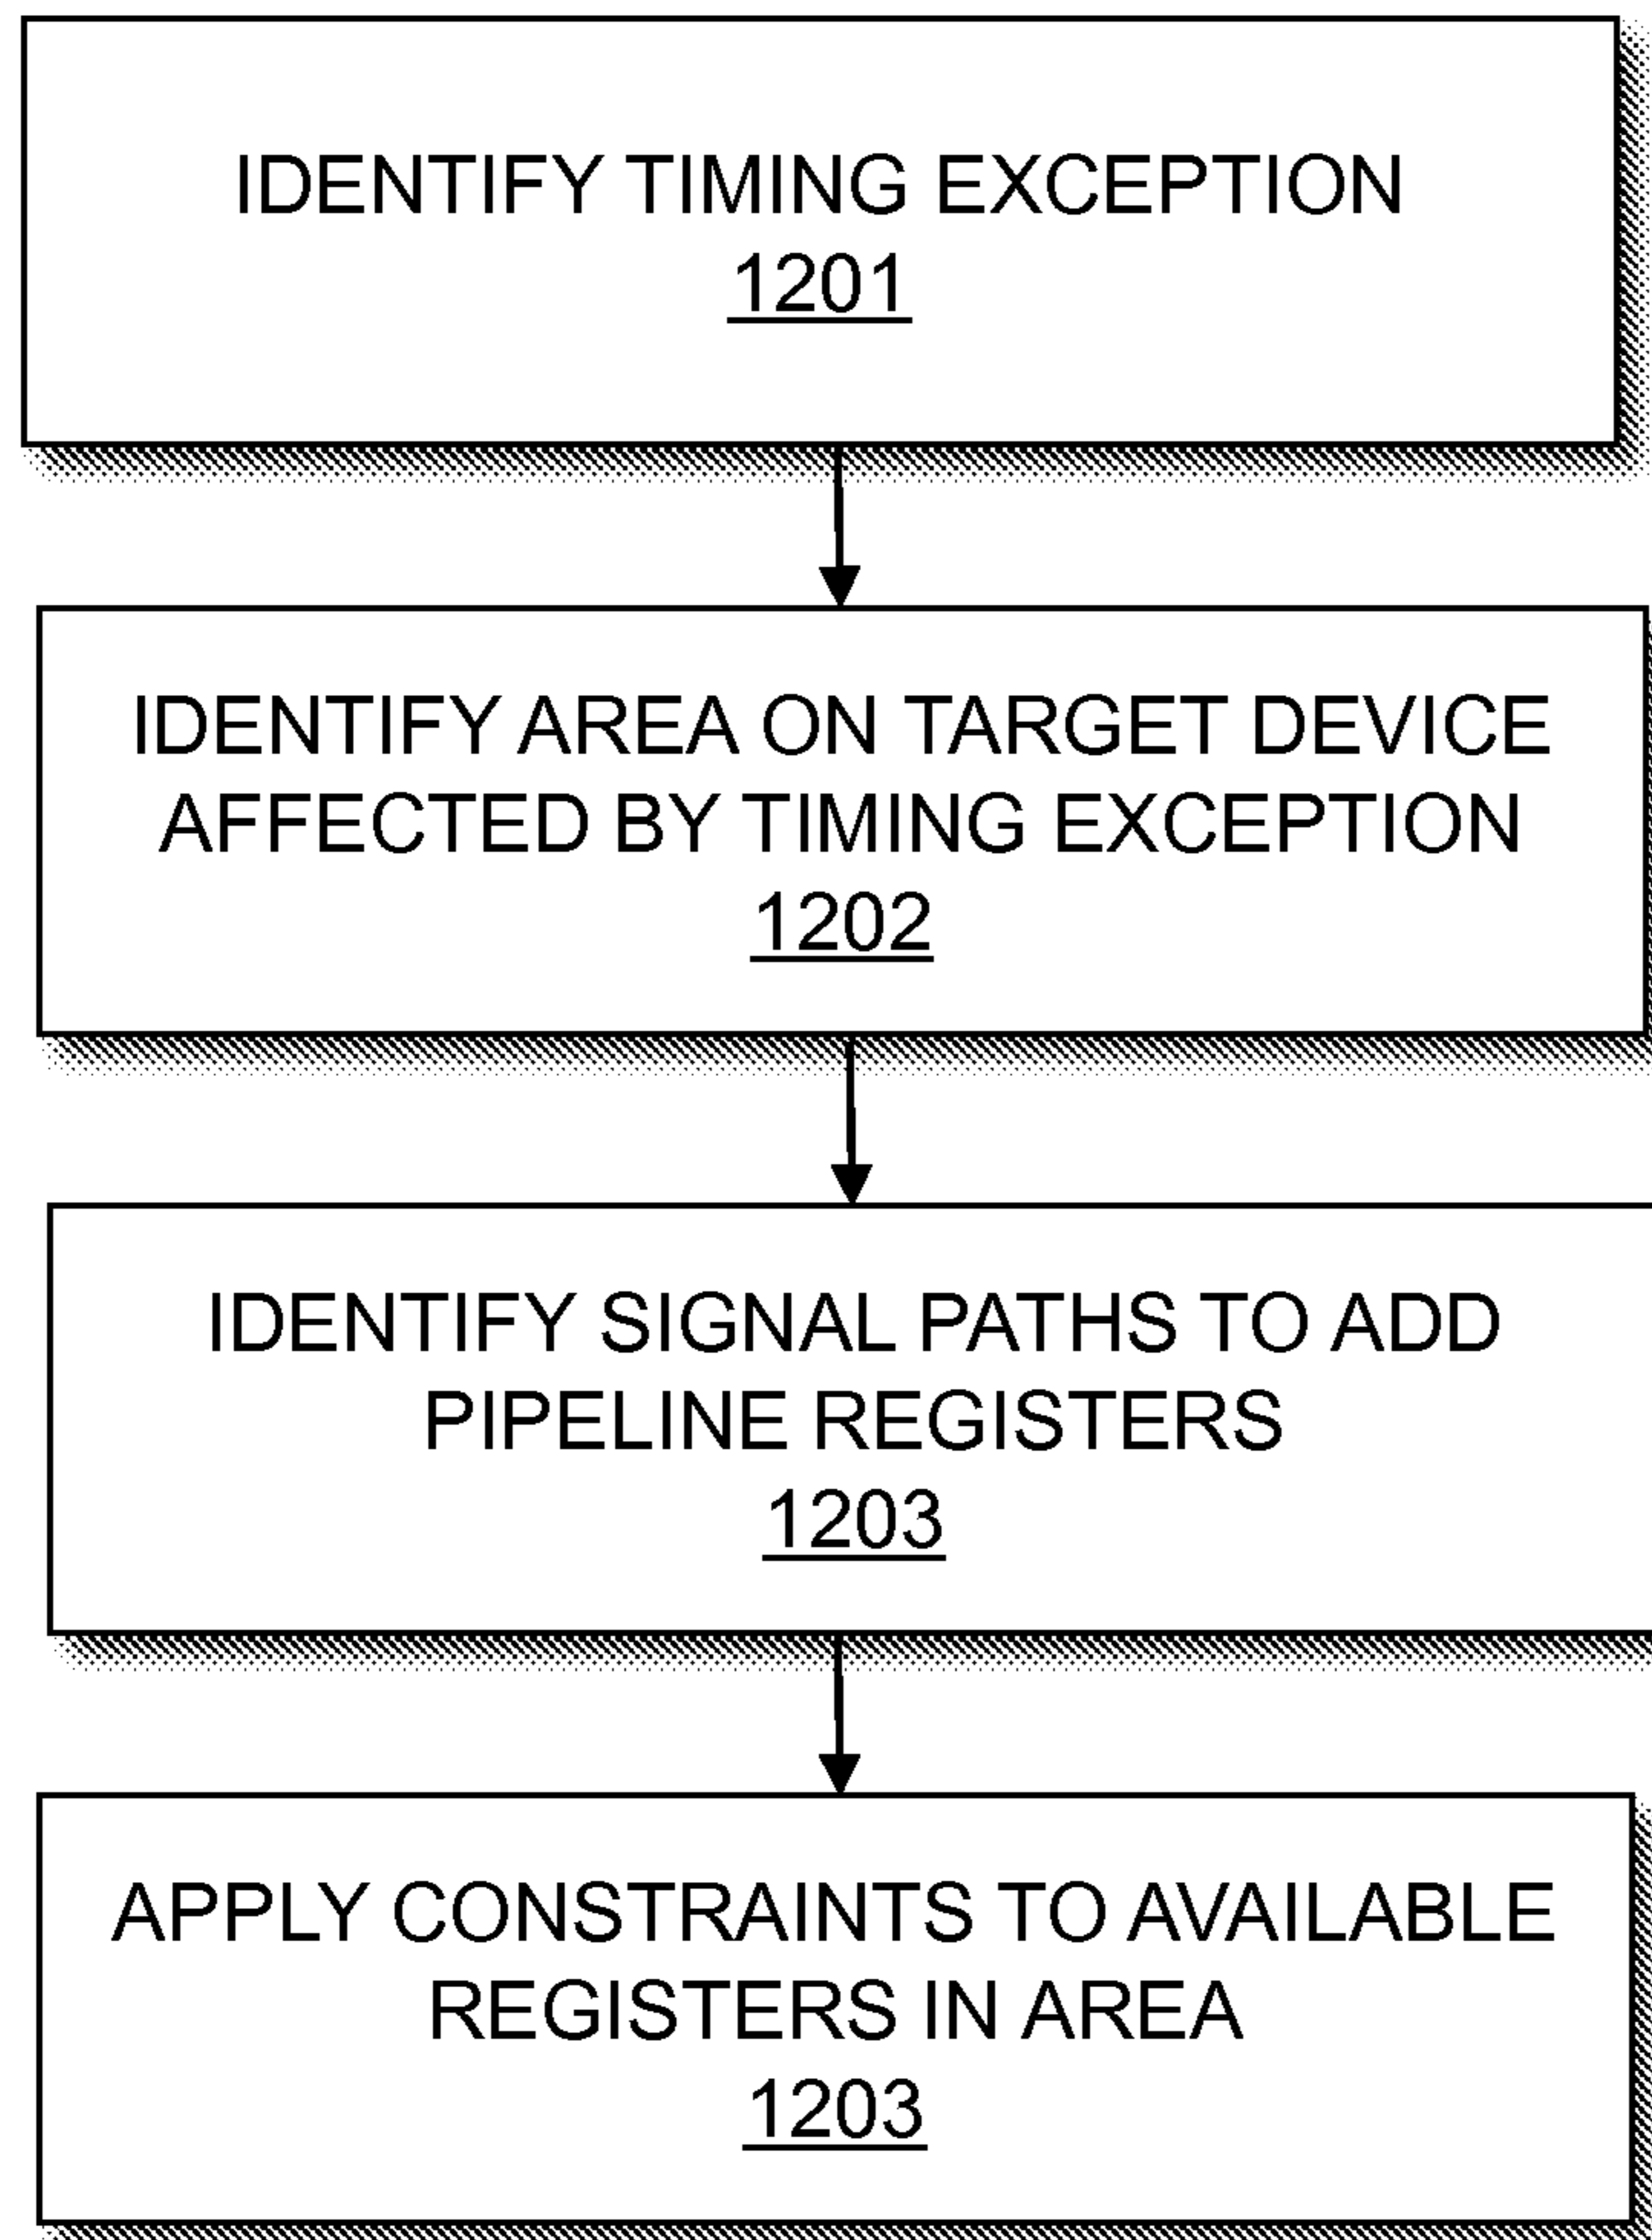 IDENTIFY TIMING EXCEPTION
1201
IDENTIFY AREA ON TARGET DEVICE
AFFECTED BY TIMING EXCEPTION
1202
IDENTIFY SIGNAL PATHS TO ADD
PIPELINE REGISTERS
1203
APPLY CONSTRAINTS TO AVAILABLE
REGISTERS IN AREA
1203